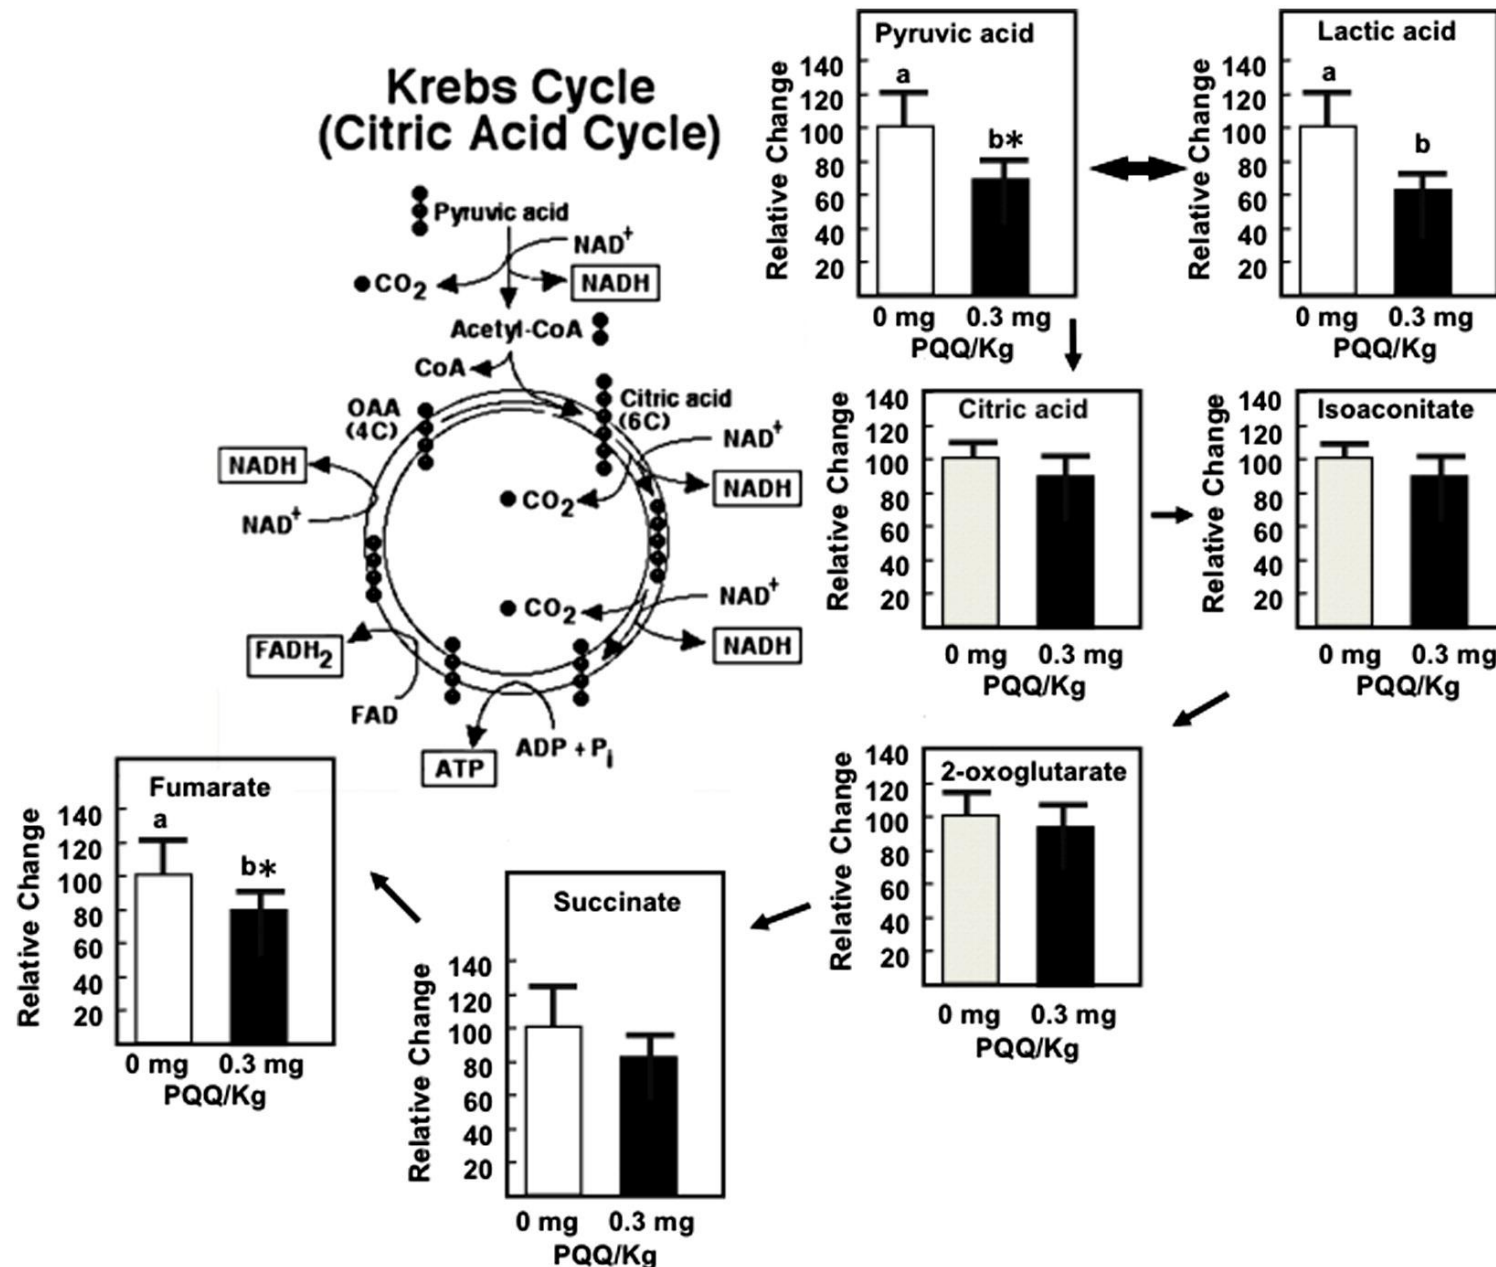 Krebs Cycle
(Citric Acid Cycle)
Pyruvic acid
NAD+
CO2
NADH
Acetyl-CoA
CoA
OAA
(4C)
Citric acid
(6C)
NAD+
NADH
NADH
CO2
NAD+
CO2
NAD+
NADH
FADH2
FAD
ATP
ADP + Pi
Pyruvic acid
Relative Change
140
120
100
80
60
40
20
a
b*
0 mg
0.3 mg
PQQ/Kg
Lactic acid
Relative Change
140
120
100
80
60
40
20
a
b
0 mg
0.3 mg
PQQ/Kg
Citric acid
Relative Change
140
120
100
80
60
40
20
0 mg
0.3 mg
PQQ/Kg
Isoaconitate
Relative Change
140
120
100
80
60
40
20
0 mg
0.3 mg
PQQ/Kg
2-oxoglutarate
Relative Change
140
120
100
80
60
40
20
0 mg
0.3 mg
PQQ/Kg
Succinate
Relative Change
140
120
100
80
60
40
20
0 mg
0.3 mg
PQQ/Kg
Fumarate
Relative Change
140
120
100
80
60
40
20
a
b*
0 mg
0.3 mg
PQQ/Kg